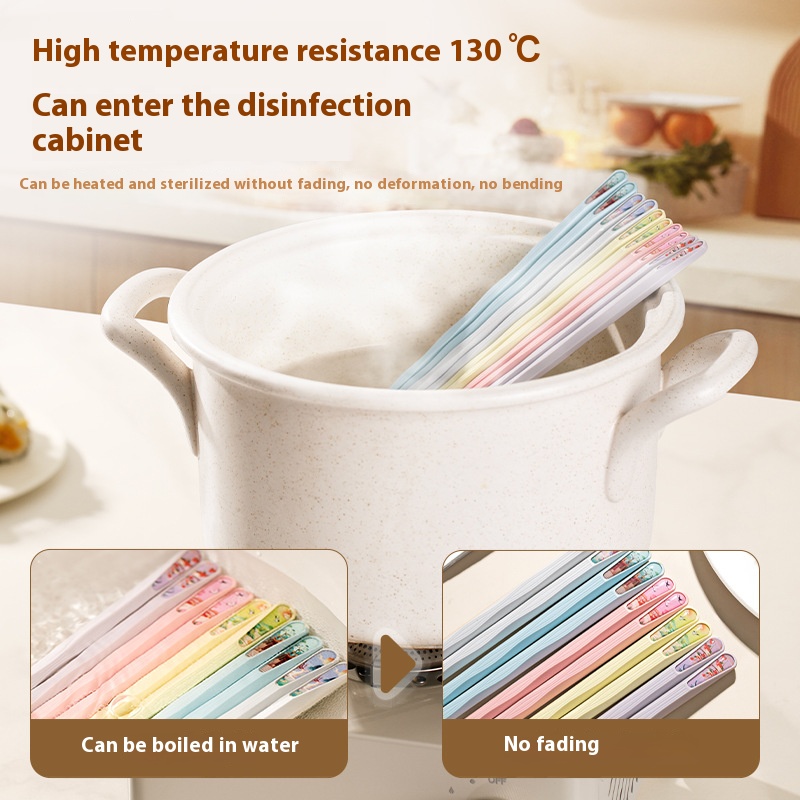 High temperature resistance 130 ℃
Can enter the disinfection
cabinet
Can be heated and sterilized without fading, no deformation, no bending
Can be boiled in water
No fading
OFF